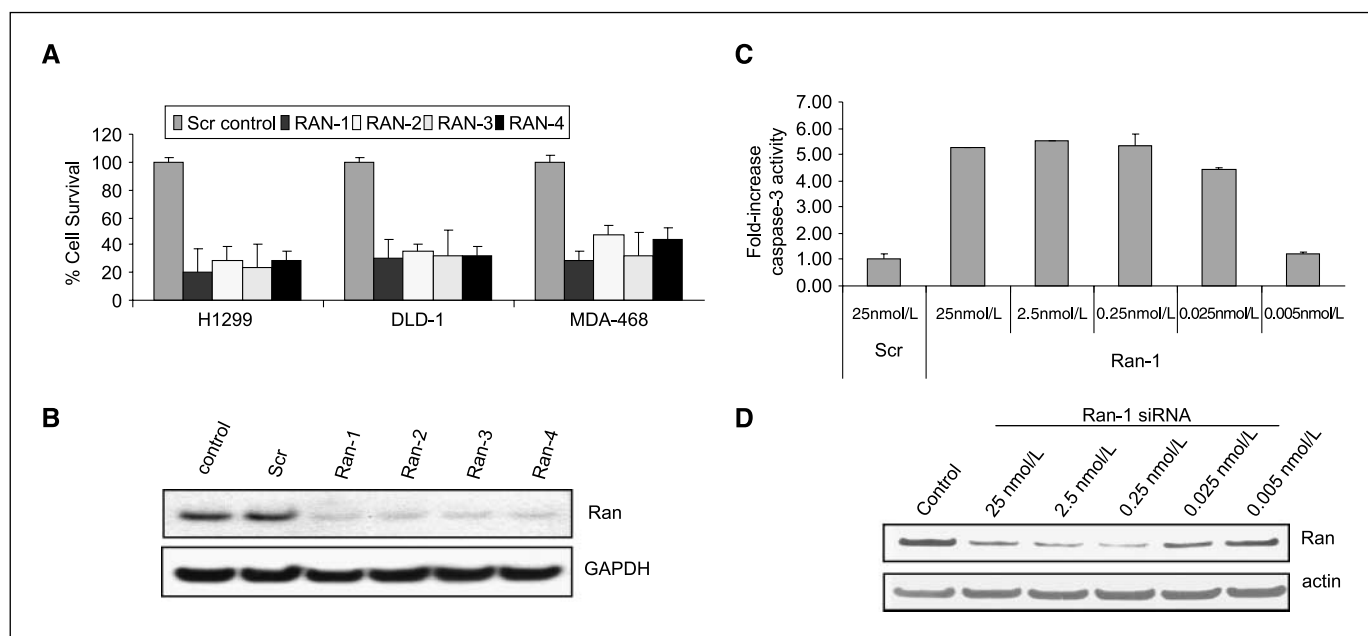 A
Scr control RAN-1 RAN-2 RAN-3 RAN-4
% Cell Survival
120
100
80
60
40
20
0
H1299 DLD-1 MDA-468
B
control Scr Ran-1 Ran-2 Ran-3 Ran-4
Ran
GAPDH
C
Fold-increase
caspase-3 activity
7.00
6.00
5.00
4.00
3.00
2.00
1.00
0.00
25nmol/L 25nmol/L 2.5nmol/L 0.25nmol/L 0.025nmol/L 0.005nmol/L
Scr Ran-1
D
Ran-1 siRNA
Control 25 nmol/L 2.5 nmol/L 0.25 nmol/L 0.025 nmol/L 0.005 nmol/L
Ran
actin